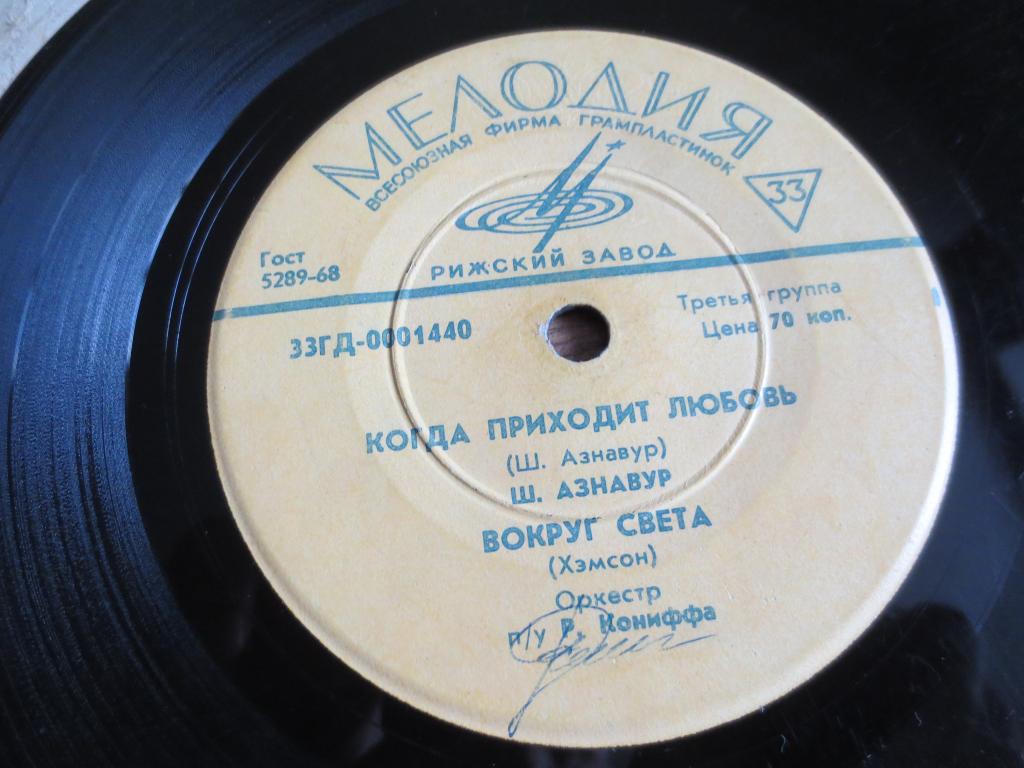 МЕЛОДИЯ
ВСЕСОЮЗНАЯ ФИРМА ГРАМПЛАСТИНОК
33
РИЖСКИЙ ЗАВОД
Гост
5289-68
33ГД-0001440
Третья группа
Цена 70 коп.
КОГДА ПРИХОДИТ ЛЮБОВЬ
(Ш. Азнавур)
Ш. АЗНАВУР
ВОКРУГ СВЕТА
(Хэмсон)
Оркестр
п/у Р. Кониффа